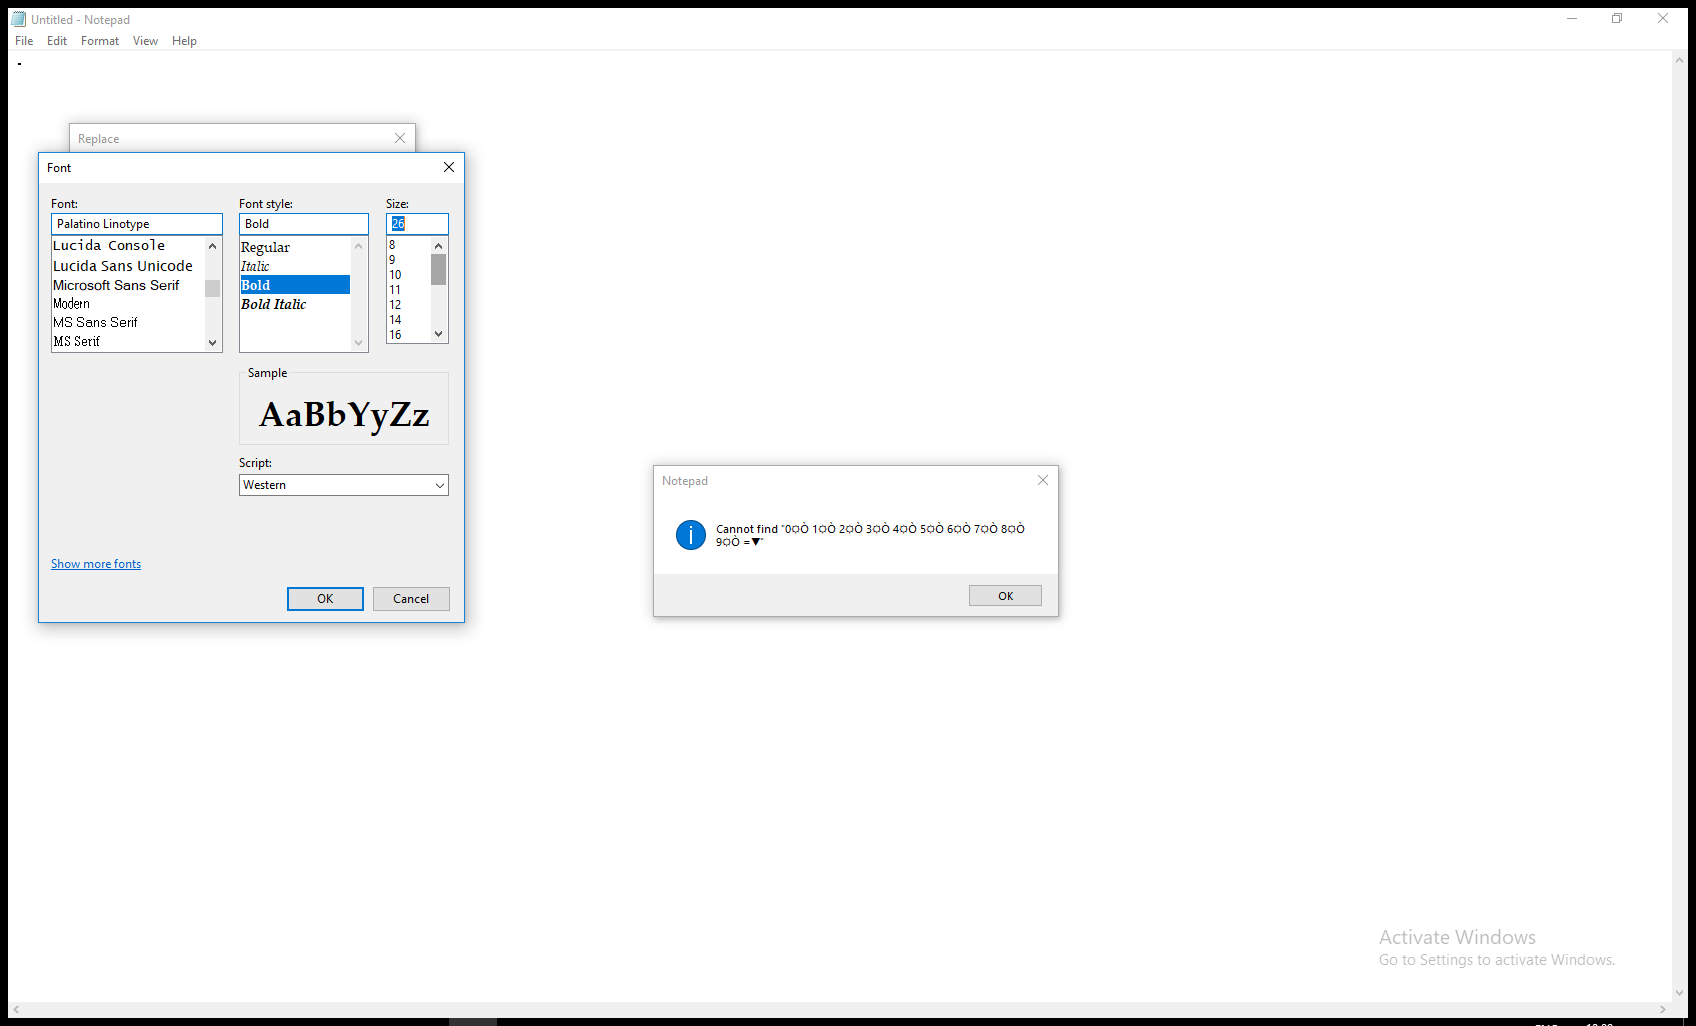 Untitled - Notepad
File Edit Format View Help
-
Replace
Font
Font: Font style: Size:
Palatino Linotype Bold 26
Lucida Console
Lucida Sans Unicode
Microsoft Sans Serif
Modern
MS Sans Serif
MS Serif
Regular
Italic
Bold
Bold Italic
8
9
10
11
12
14
16
Sample
AaBbYyZz
Script:
Western
Show more fonts
OK Cancel
Notepad
Cannot find "0¤Ò 1¤Ò 2¤Ò 3¤Ò 4¤Ò 5¤Ò 6¤Ò 7¤Ò 8¤Ò
9¤Ò =▼"
OK
Activate Windows
Go to Settings to activate Windows.